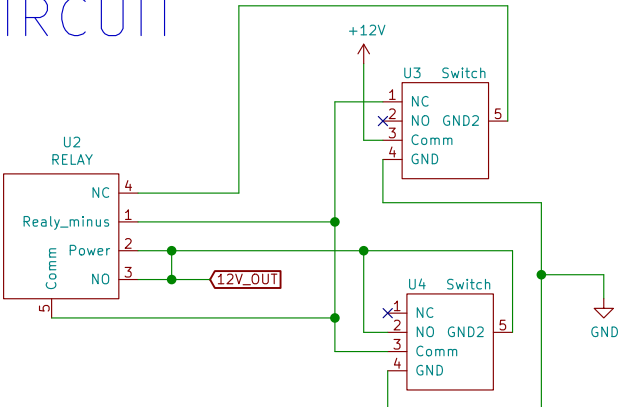 IRCUIT
+12V
U3 Switch
1 NC
2 NO GND2 5
3 Comm
4 GND
U2
RELAY
NC 4
Realy_minus 1
Power 2
NO 3
Comm
5
12V_OUT
U4 Switch
1 NC
2 NO GND2 5
3 Comm
4 GND
GND